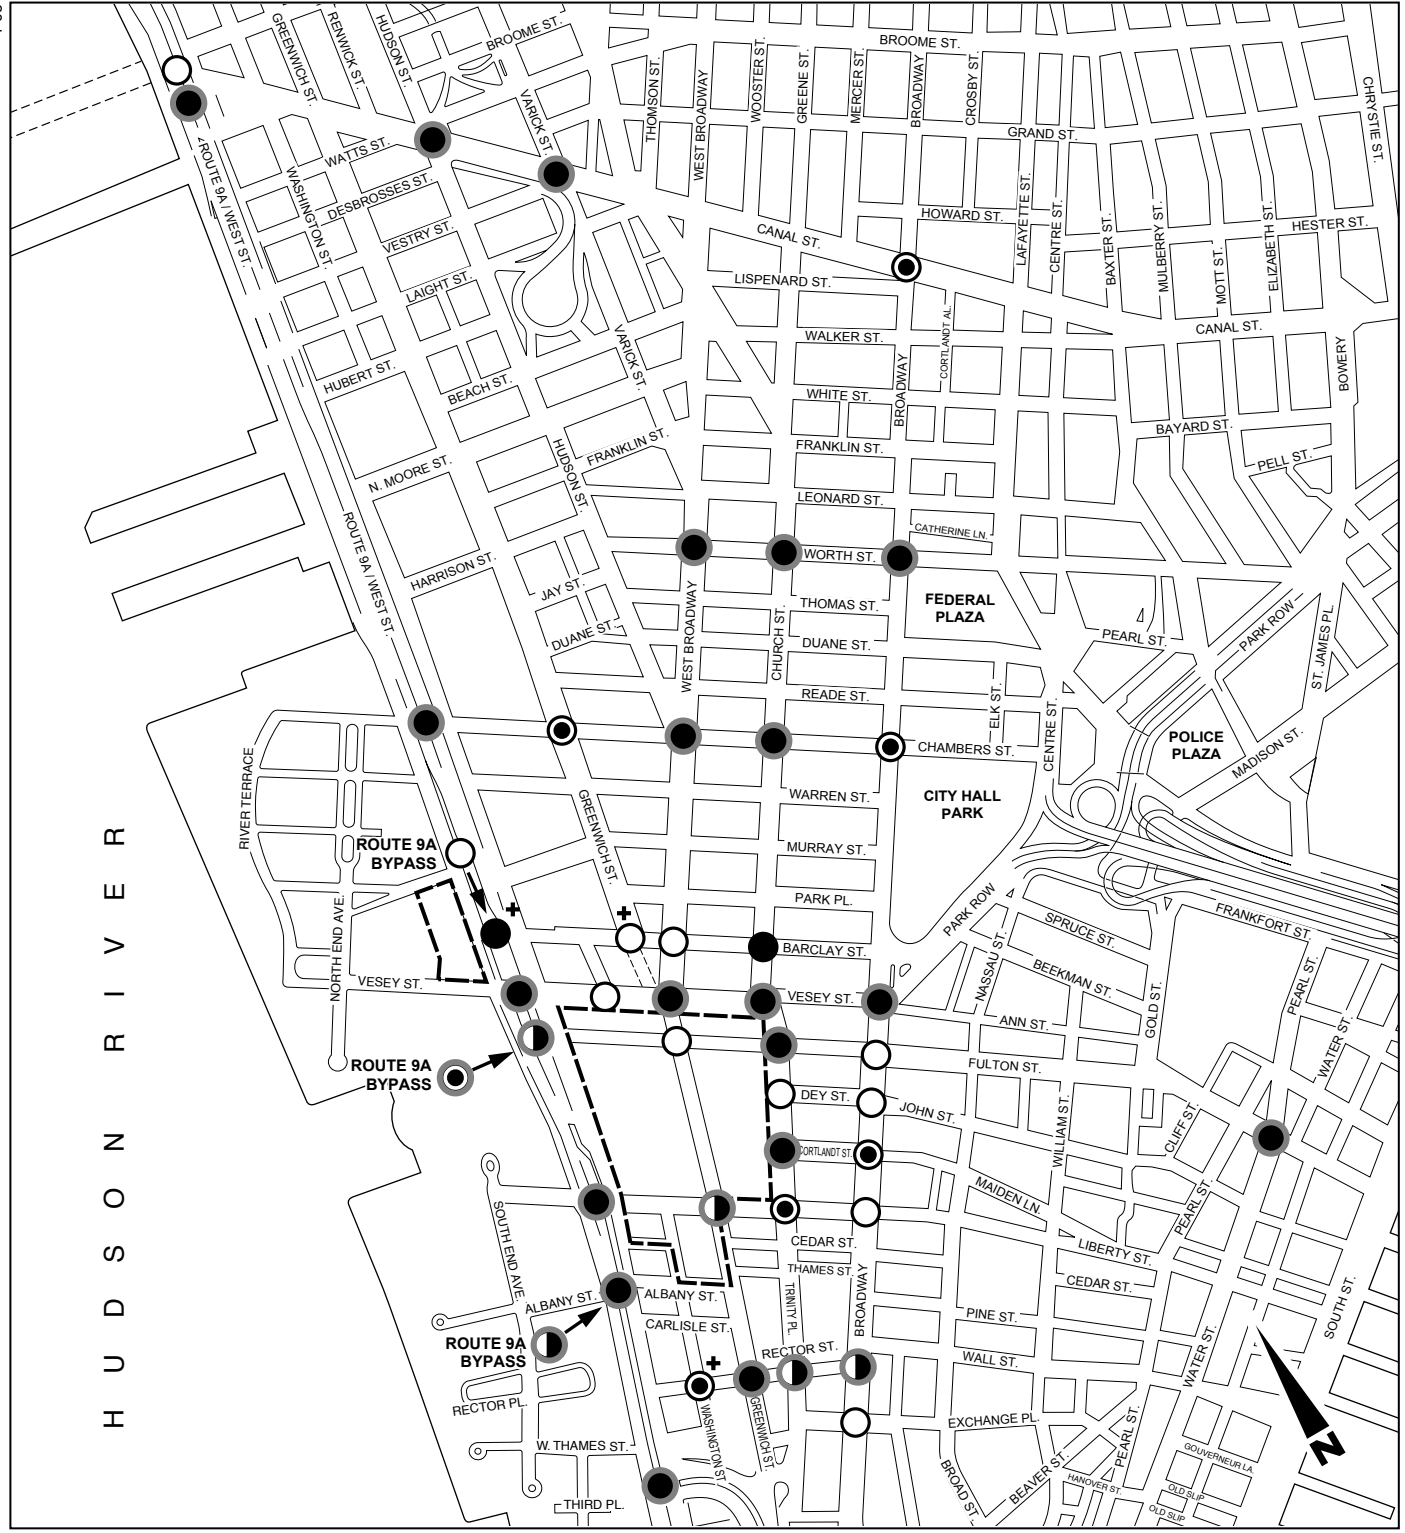 GREENWICH ST.
RENWICK ST.
HUDSON ST.
BROOME ST.
VARICK ST.
THOMSON ST.
WEST BROADWAY
WOOSTER ST.
GREENE ST.
MERCER ST.
BROADWAY
CROSBY ST.
BROOME ST.
GRAND ST.
CHRYSTIE ST.
WATTS ST.
DESBROSSES ST.
ROUTE 9A / WEST ST.
WASHINGTON ST.
VESTRY ST.
LAIGHT ST.
CANAL ST.
HOWARD ST.
LAFAYETTE ST.
CENTRE ST.
BAXTER ST.
MULBERRY ST.
MOTT ST.
ELIZABETH ST.
HESTER ST.
LISPENARD ST.
WALKER ST.
CORTLANDT AL.
CANAL ST.
BOWERY
HUBERT ST.
BEACH ST.
VARICK ST.
WHITE ST.
BROADWAY
BAYARD ST.
PELL ST.
N. MOORE ST.
HUDSON ST.
FRANKLIN ST.
FRANKLIN ST.
LEONARD ST.
CATHERINE LN.
ROUTE 9A / WEST ST.
HARRISON ST.
JAY ST.
DUANE ST.
WORTH ST.
WEST BROADWAY
CHURCH ST.
THOMAS ST.
DUANE ST.
READE ST.
FEDERAL
PLAZA
PEARL ST.
PARK ROW
ST. JAMES PL.
ELK ST.
CENTRE ST.
CHAMBERS ST.
POLICE
PLAZA
MADISON ST.
RIVER TERRACE
GREENWICH ST.
WARREN ST.
CITY HALL
PARK
MURRAY ST.
PARK PL.
ROUTE 9A
BYPASS
NORTH END AVE.
VESEY ST.
BARCLAY ST.
VESEY ST.
PARK ROW
NASSAU ST.
SPRUCE ST.
BEEKMAN ST.
FRANKFORT ST.
PEARL ST.
GOLD ST.
ANN ST.
FULTON ST.
WATER ST.
ROUTE 9A
BYPASS
DEY ST.
JOHN ST.
WILLIAM ST.
CLIFF ST.
CORTLANDT ST.
MAIDEN LN.
PEARL ST.
SOUTH END AVE.
CEDAR ST.
THAMES ST.
LIBERTY ST.
CEDAR ST.
ALBANY ST.
ALBANY ST.
CARLISLE ST.
TRINITY PL.
BROADWAY
PINE ST.
WALL ST.
WATER ST.
SOUTH ST.
ROUTE 9A
BYPASS
RECTOR ST.
RECTOR PL.
WASHINGTON ST
GREENWICH ST.
EXCHANGE PL.
W. THAMES ST.
THIRD PL.
BROAD ST.
BEAVER ST.
PEARL ST.
HANOVER ST.
GOUVERNEUR LA.
OLD SLIP
OLD SLIP
N
HUDSON RIVER